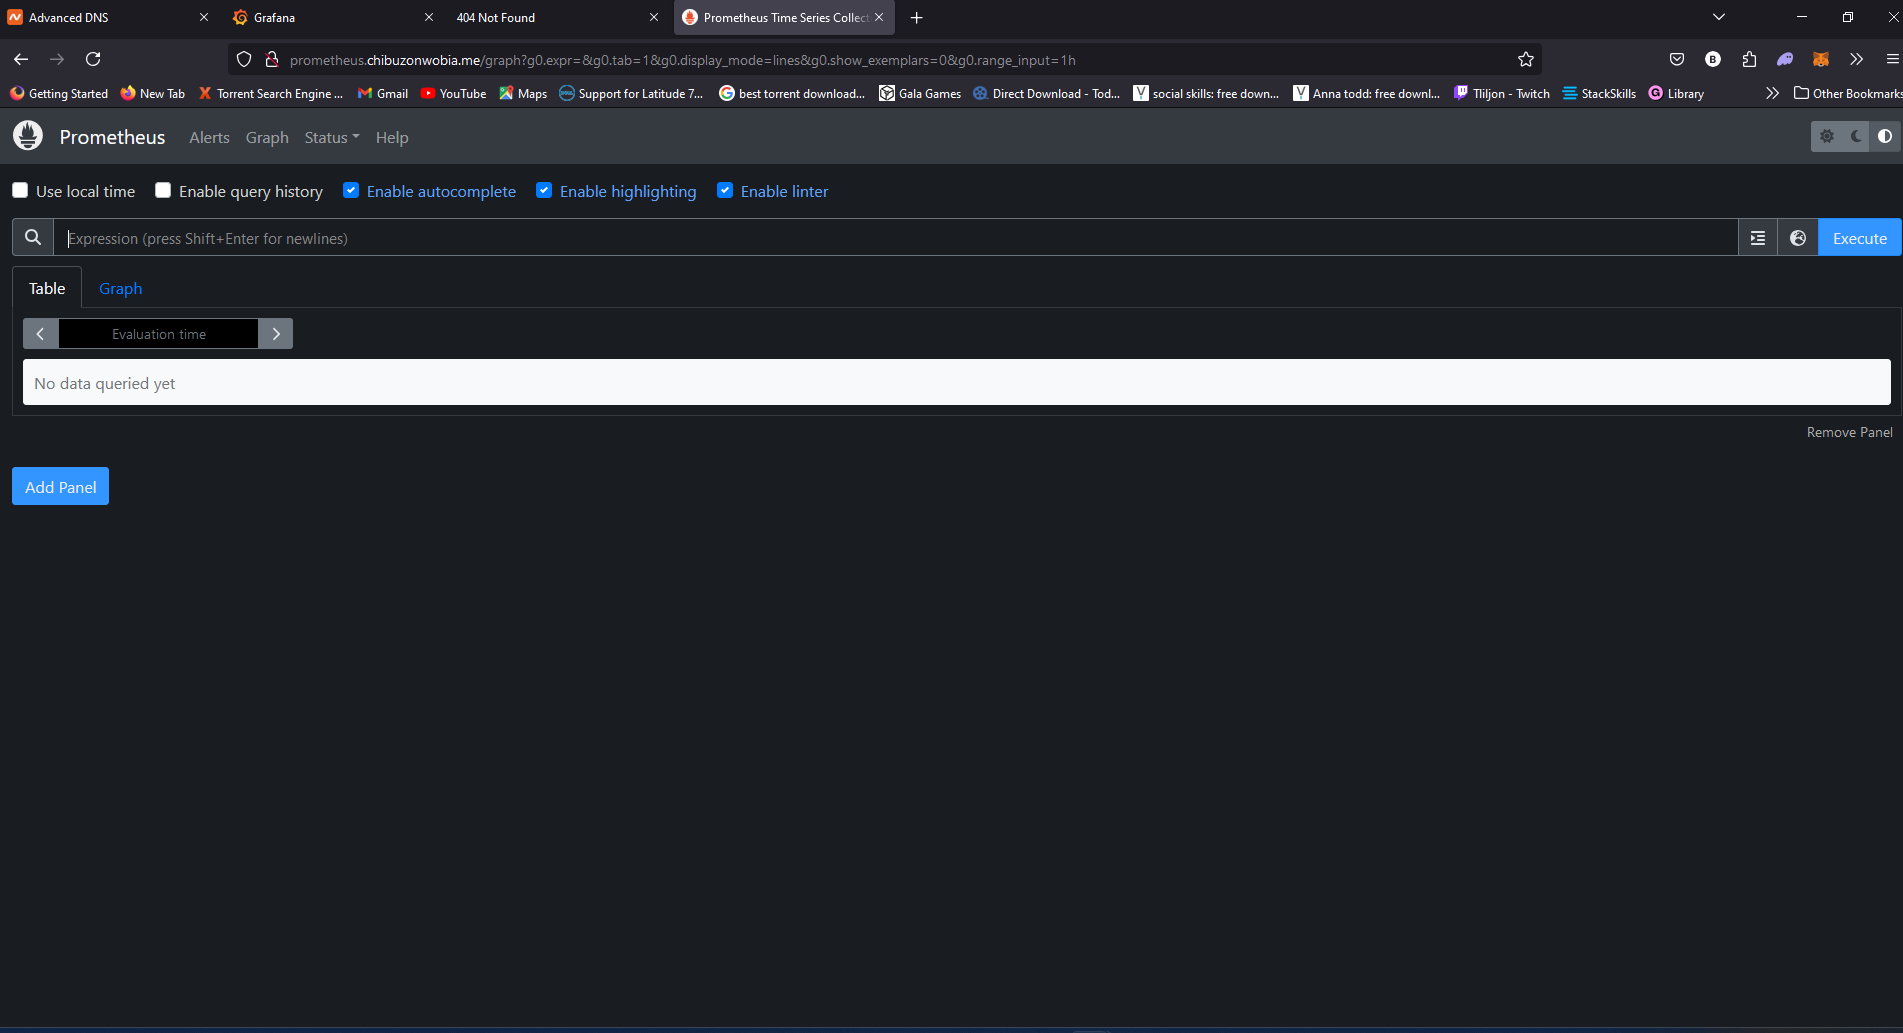 Advanced DNS
Grafana
404 Not Found
Prometheus Time Series Collect
prometheus.chibuzonwobia.me/graph?g0.expr=&g0.tab=1&g0.display_mode=lines&g0.show_exemplars=0&g0.range_input=1h
Getting Started
New Tab
Torrent Search Engine ...
Gmail
YouTube
Maps
Support for Latitude 7...
best torrent download...
Gala Games
Direct Download - Tod...
social skills: free down...
Anna todd: free downl...
Tliljon - Twitch
StackSkills
Library
Other Bookmarks
Prometheus
Alerts
Graph
Status
Help
Use local time
Enable query history
Enable autocomplete
Enable highlighting
Enable linter
Expression (press Shift+Enter for newlines)
Execute
Table
Graph
Evaluation time
No data queried yet
Remove Panel
Add Panel